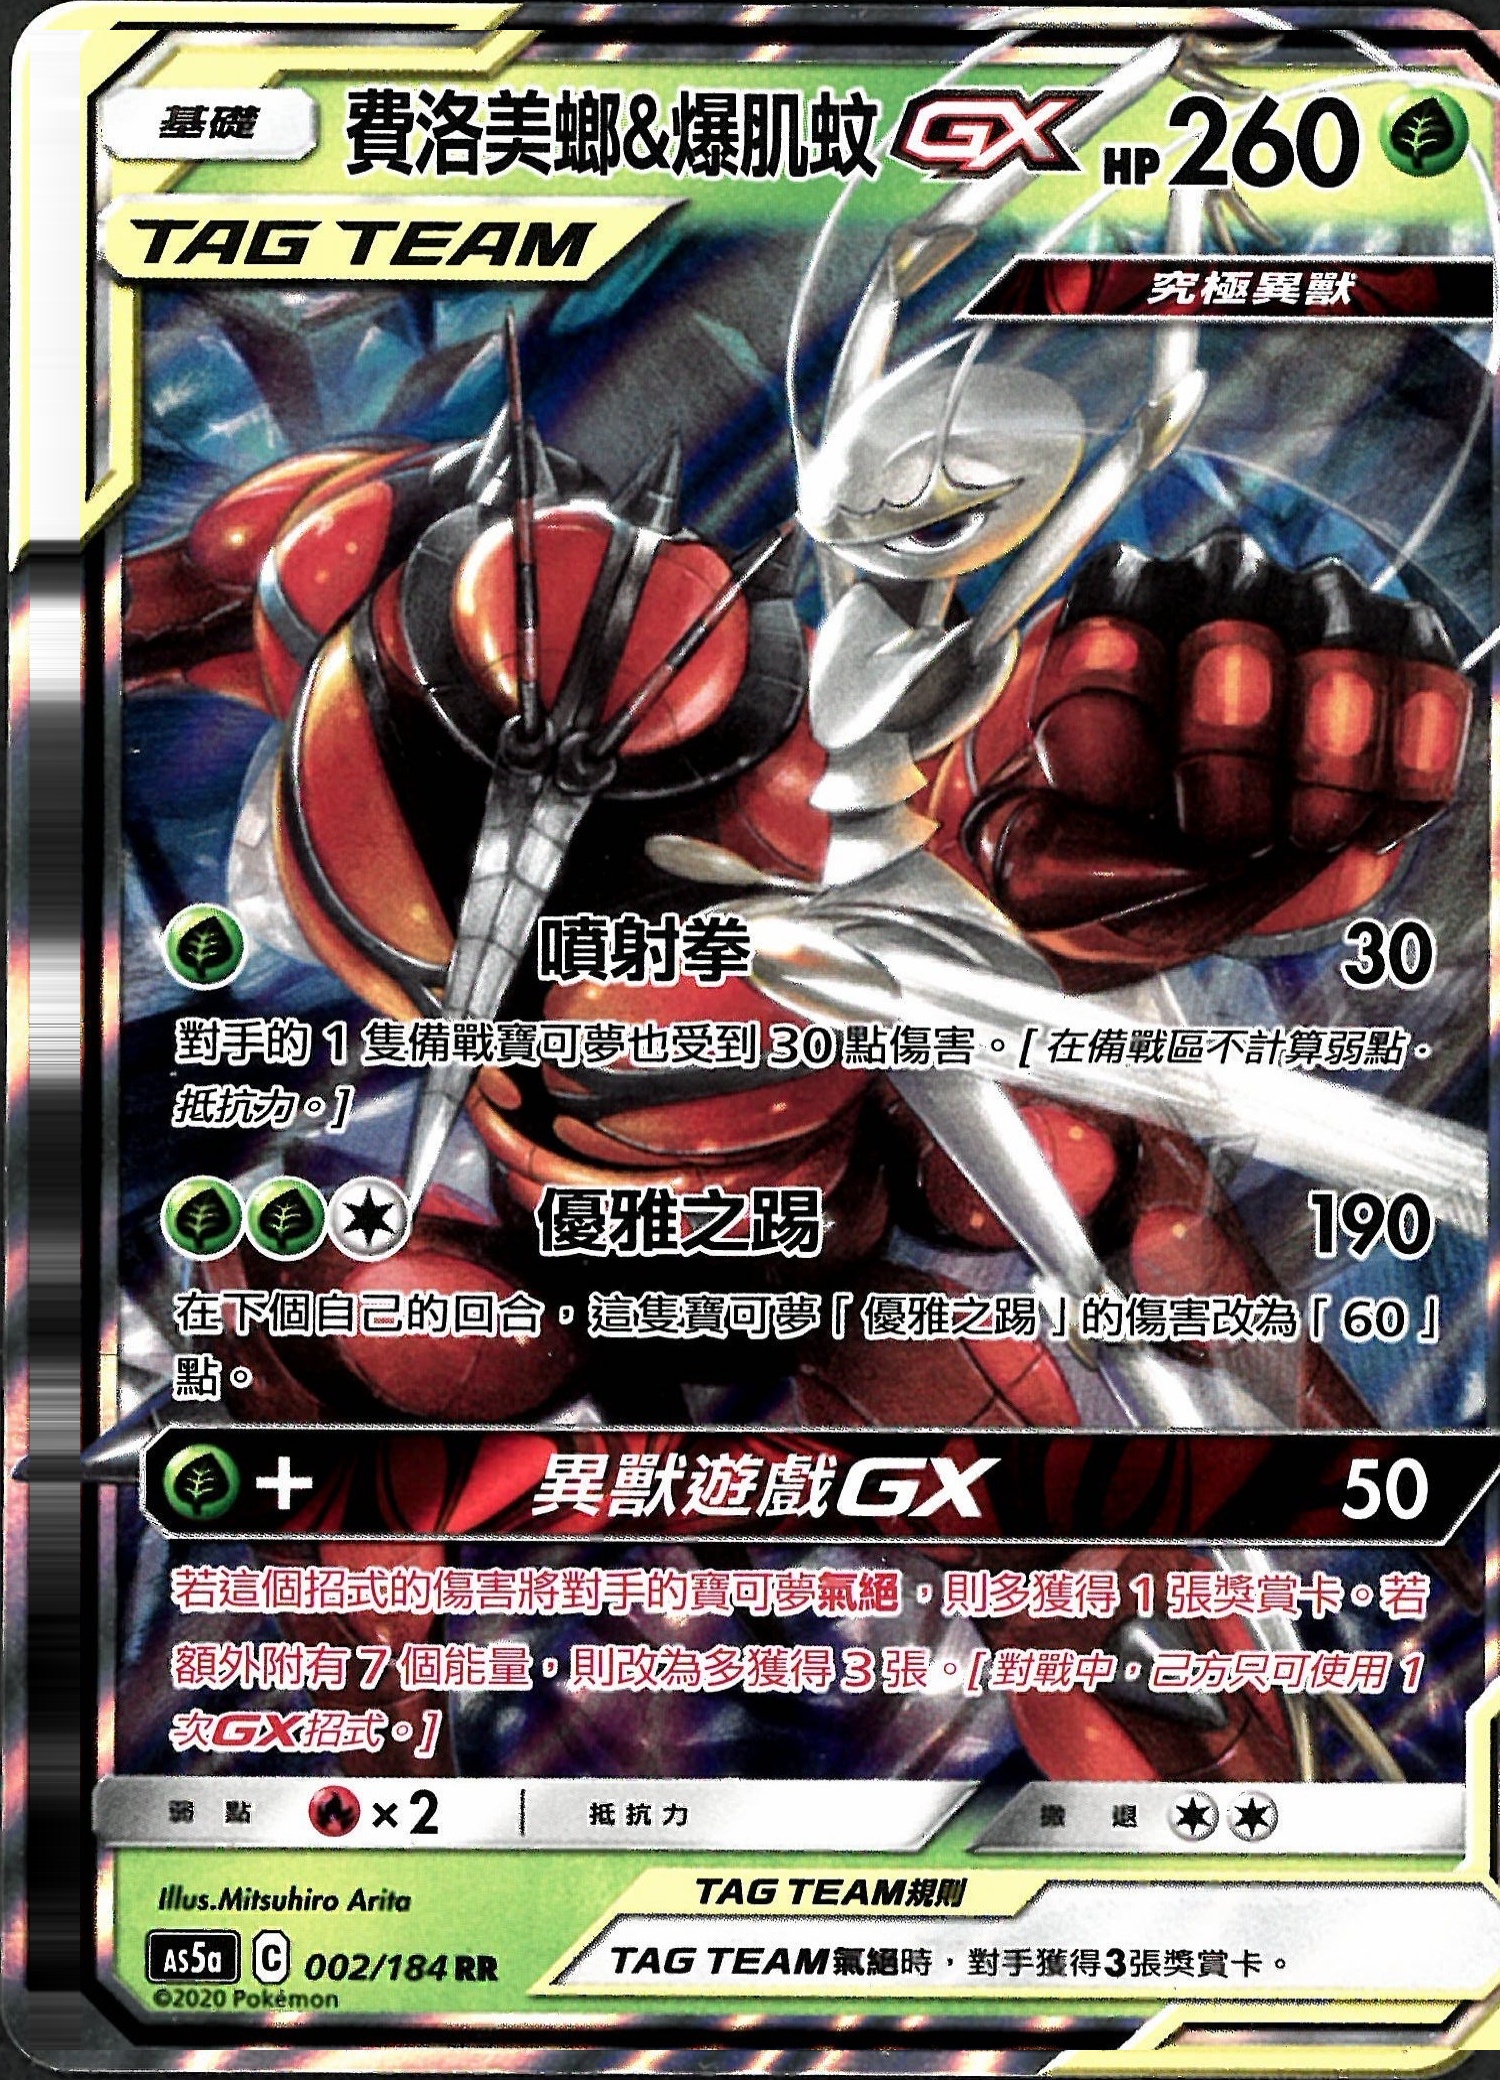 基礎
費洛美螂&爆肌蚊GX HP260
TAG TEAM
究極異獸
噴射拳 30
對手的1隻備戰寶可夢也受到30點傷害。[在備戰區不計算弱點·
抵抗力。]
優雅之踢 190
在下個自己的回合,這隻寶可夢「優雅之踢」的傷害改為「60」
點。
+ 異獸遊戲GX 50
若這個招式的傷害將對手的寶可夢氣絕,則多獲得1張獎賞卡。若
額外附有7個能量,則改為多獲得3張。[對戰中,己方只可使用1
次GX招式。]
弱點 ×2 抵抗力 撤退
Illus.Mitsuhiro Arita
TAG TEAM規則
AS5a C 002/184 RR
TAG TEAM氣絕時,對手獲得3張獎賞卡。
©2020 Pokémon